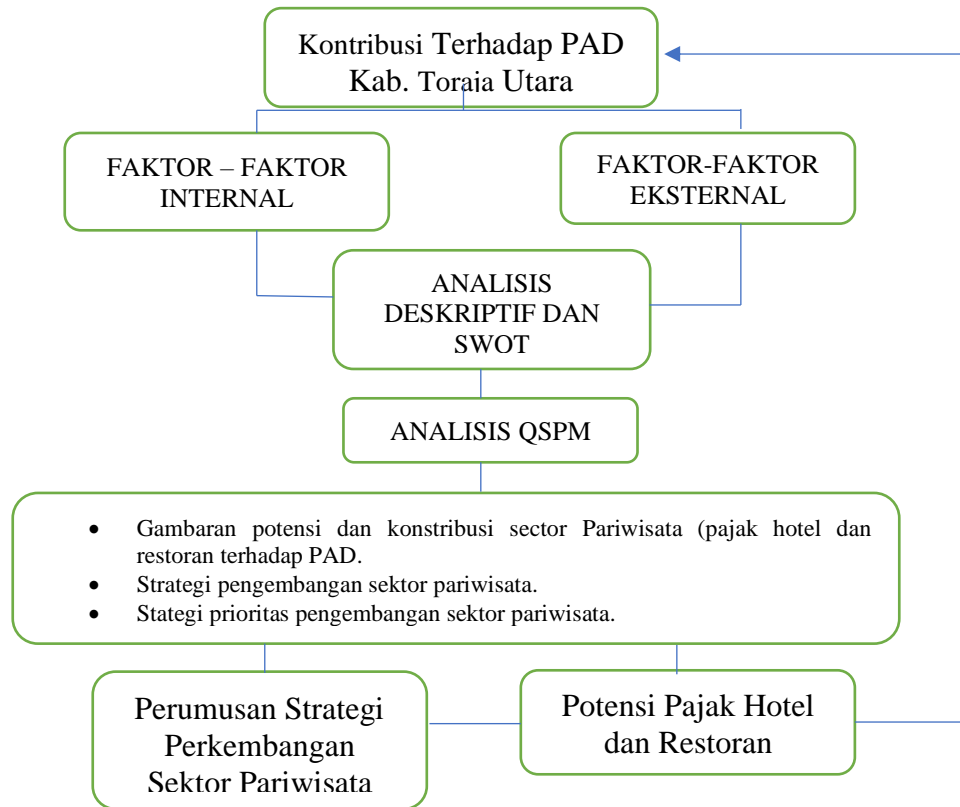 Kontribusi Terhadap PAD
Kab. Toraja Utara
FAKTOR – FAKTOR
INTERNAL
FAKTOR-FAKTOR
EKSTERNAL
ANALISIS
DESKRIPTIF DAN
SWOT
ANALISIS QSPM
• Gambaran potensi dan konstribusi sector Pariwisata (pajak hotel dan
restoran terhadap PAD.
• Strategi pengembangan sektor pariwisata.
• Stategi prioritas pengembangan sektor pariwisata.
Perumusan Strategi
Perkembangan
Sektor Pariwisata
Potensi Pajak Hotel
dan Restoran